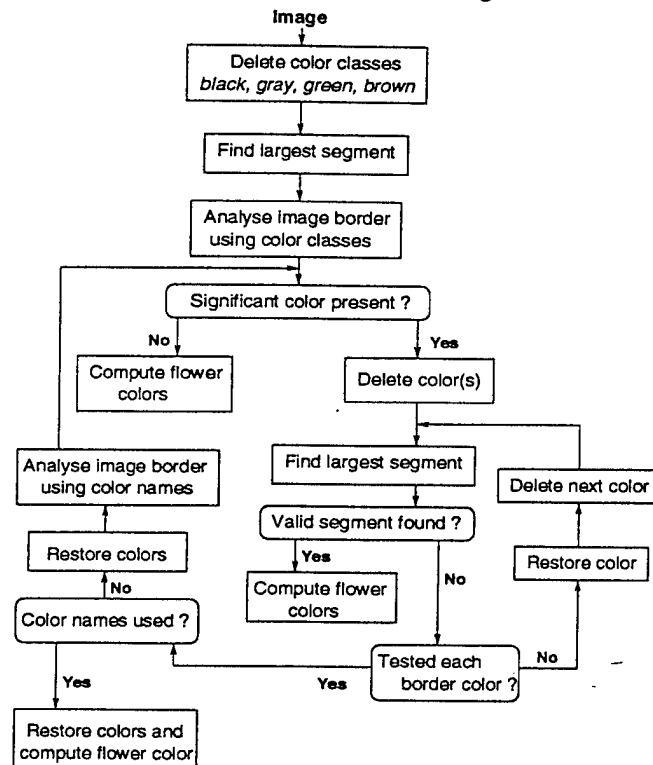 Image
Delete color classes
black, gray, green, brown
Find largest segment
Analyse image border
using color classes
Significant color present ?
No
Yes
Compute flower
colors
Delete color(s)
Analyse image border
using color names
Find largest segment
Delete next color
Valid segment found ?
Restore colors
Yes
No
Restore color
Compute flower
colors
No
Color names used ?
Tested each
border color ?
No
Yes
Yes
Restore colors and
compute flower color